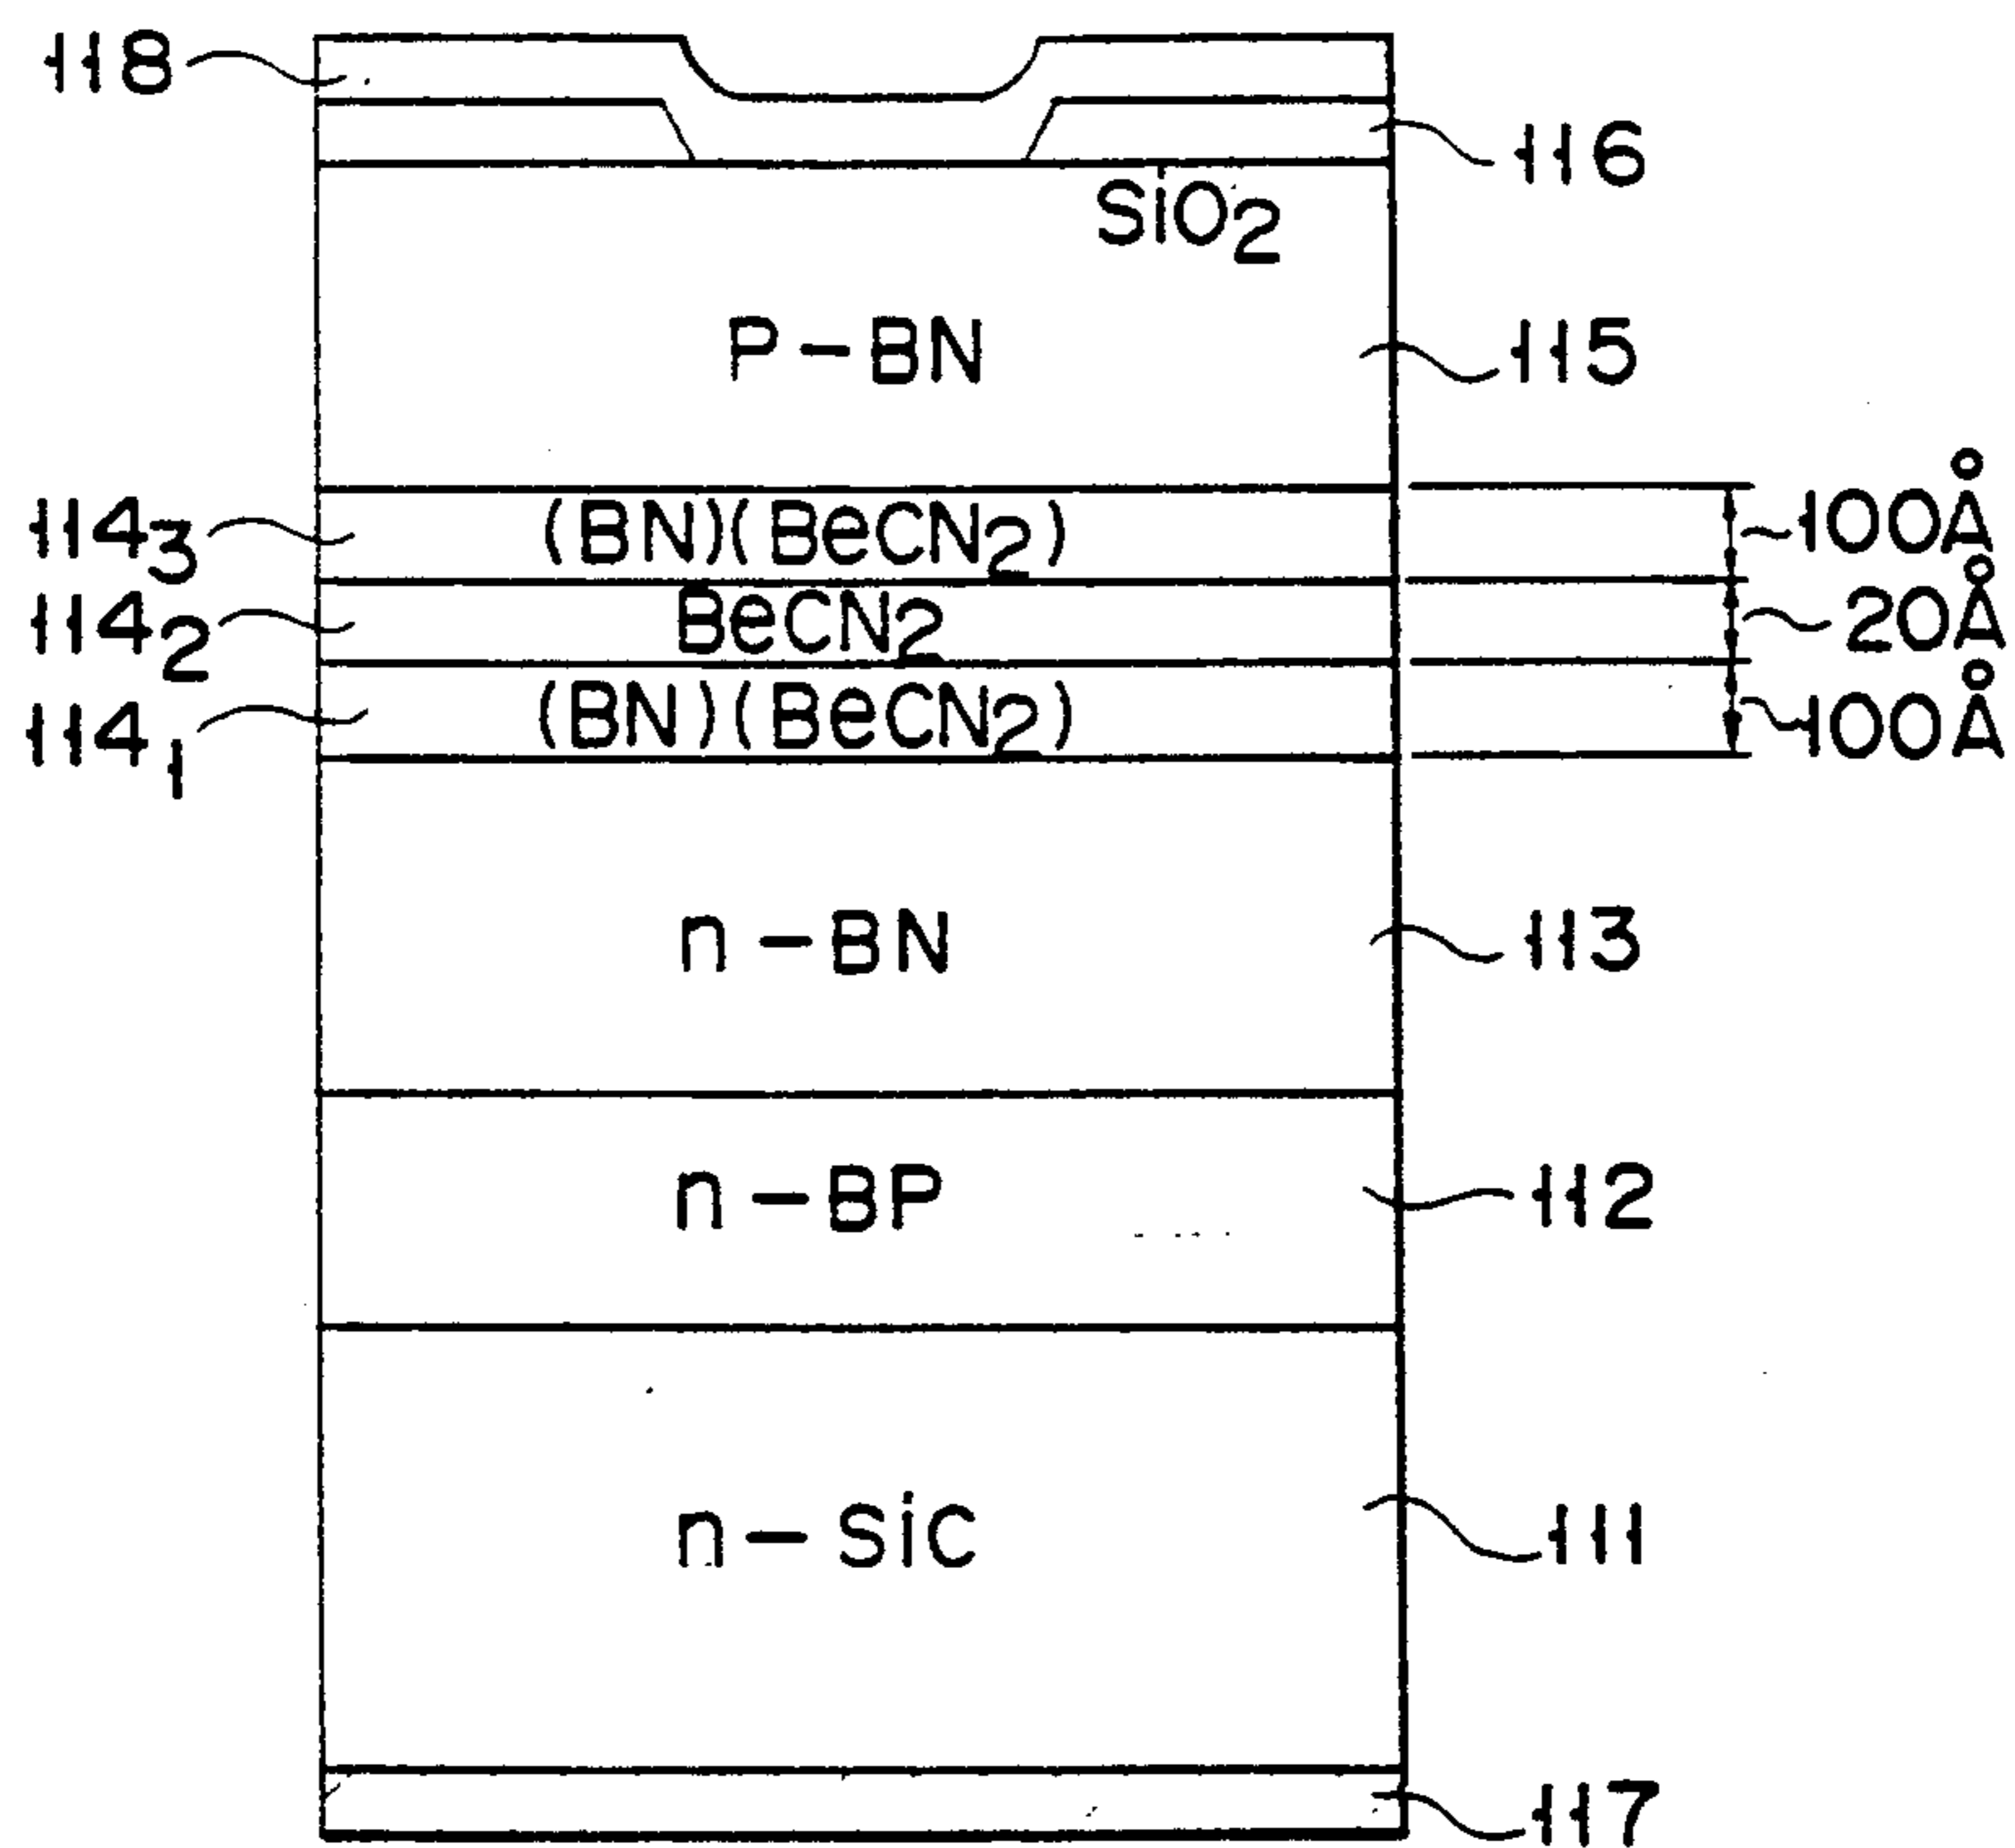 118
116
SiO₂
P-BN
115
114₃
(BN)(BeCN₂)
100Å
114₂
BeCN₂
20Å
114₁
(BN)(BeCN₂)
100Å
n-BN
113
n-BP
112
n-SiC
111
117